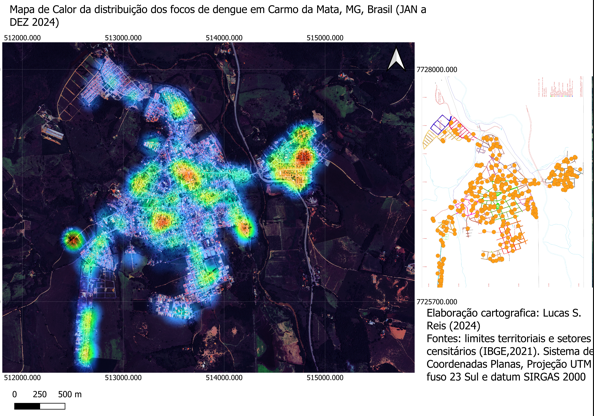 Mapa de Calor da distribuição dos focos de dengue em Carmo da Mata, MG, Brasil (JAN a
DEZ 2024)
512000.000 513000.000 514000.000 515000.000
7728000.000
7725700.000
512000.000 513000.000 514000.000 515000.000
0 250 500 m
Elaboração cartografica: Lucas S.
Reis (2024)
Fontes: limites territoriais e setores
censitários (IBGE,2021). Sistema de
Coordenadas Planas, Projeção UTM
fuso 23 Sul e datum SIRGAS 2000